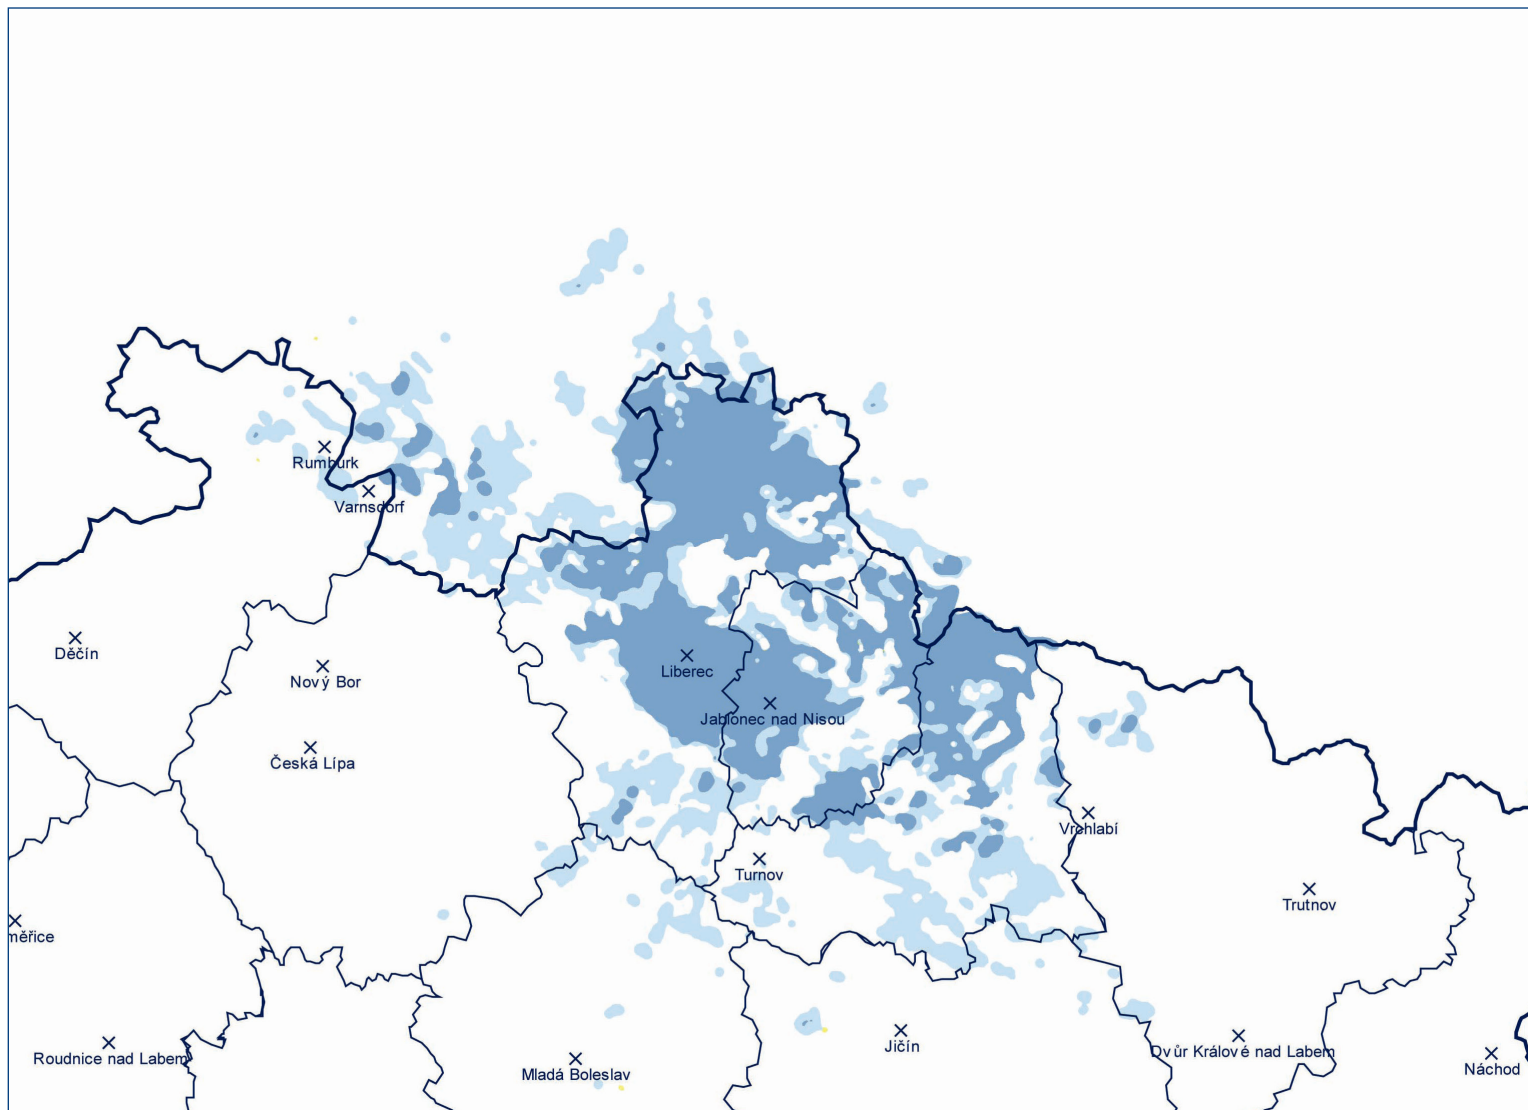 Rumburk
Varnsdorf
Děčín
Liberec
Nový Bor
Jablonec nad Nisou
Česká Lípa
Vrchlabí
Turnov
Trutnov
měřice
Jičín
Dvůr Králové nad Labem
Roudnice nad Labem
Náchod
Mladá Boleslav